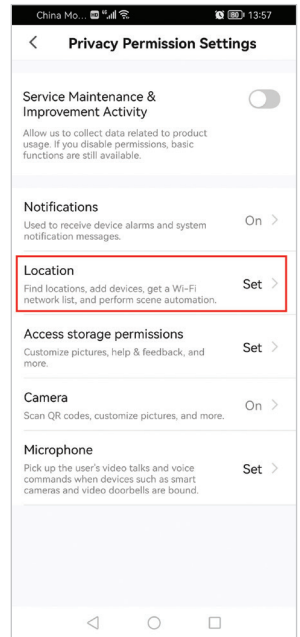 China Mo... HD 13:57
Privacy Permission Settings
Service Maintenance &
Improvement Activity
Allow us to collect data related to product
usage. If you disable permissions, basic
functions are still available.
Notifications
Used to receive device alarms and system
notification messages.
On
Location
Find locations, add devices, get a Wi-Fi
network list, and perform scene automation.
Set
Access storage permissions
Customize pictures, help & feedback, and
more.
Set
Camera
Scan QR codes, customize pictures, and more.
On
Microphone
Pick up the user's video talks and voice
commands when devices such as smart
cameras and video doorbells are bound.
Set